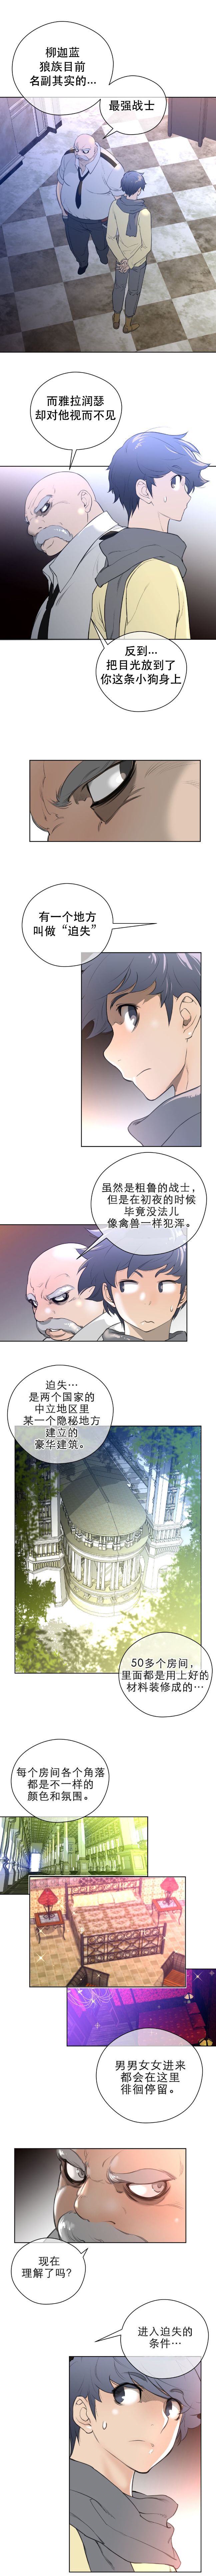 柳迦蓝
狼族目前
名副其实的...
最强战士
而雅拉润瑟
却对他视而不见
反到...
把目光放到了
你这条小狗身上
有一个地方
叫做“迫失”
虽然是粗鲁的战士，
但是在初夜的时候
毕竟没法儿
像禽兽一样犯浑。
迫失…
是两个国家的
中立地区里
某一个隐秘地方
建立的
豪华建筑。
50多个房间，
里面都是用上好的
材料装修成的…
每个房间各个角落
都是不一样的
颜色和氛围。
男男女女进来
都会在这里
徘徊停留。
现在
理解了吗？
进入迫失的
条件…